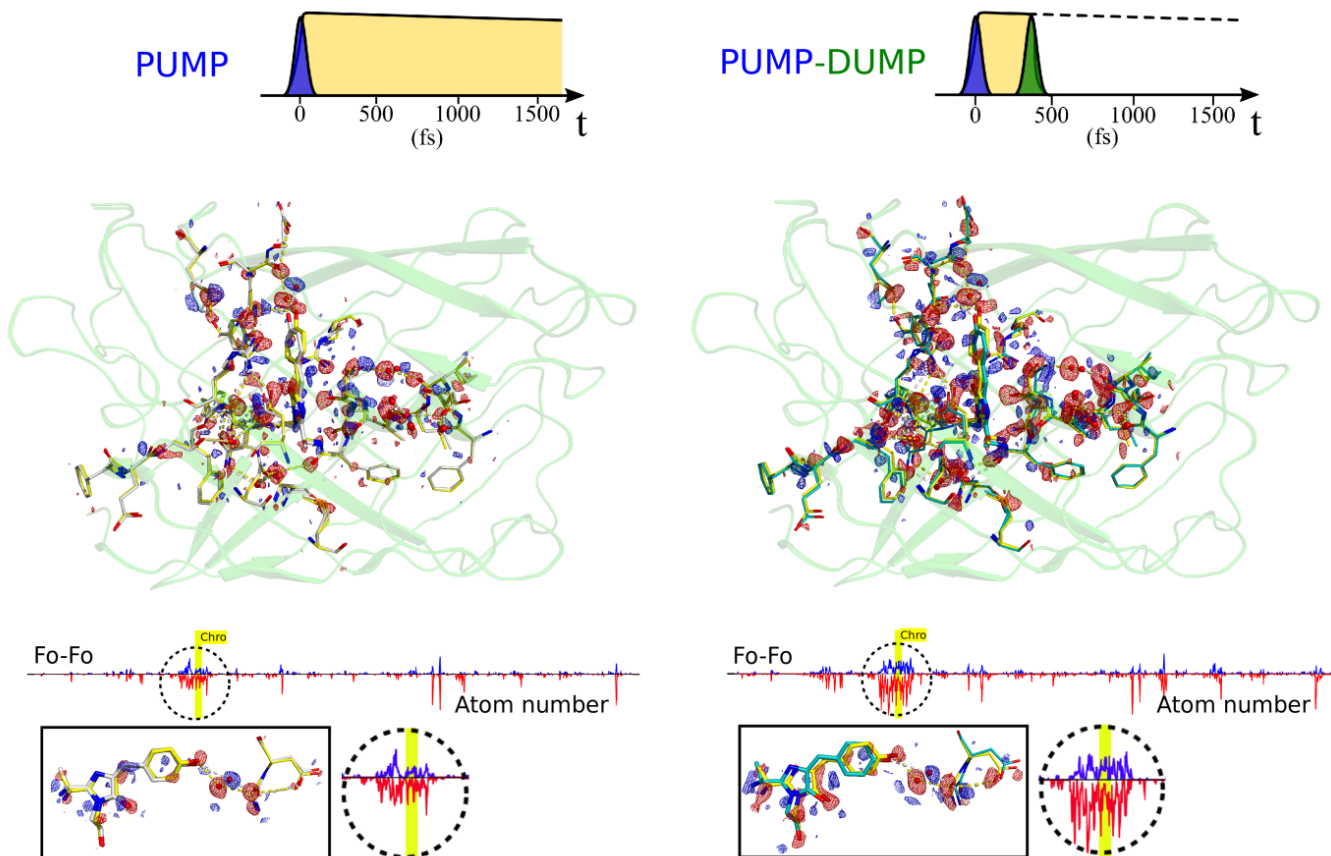 PUMP
0 500 1000 1500 t
(fs)
PUMP-DUMP
0 500 1000 1500 t
(fs)
Chro
Fo-Fo
Atom number
Chro
Fo-Fo
Atom number